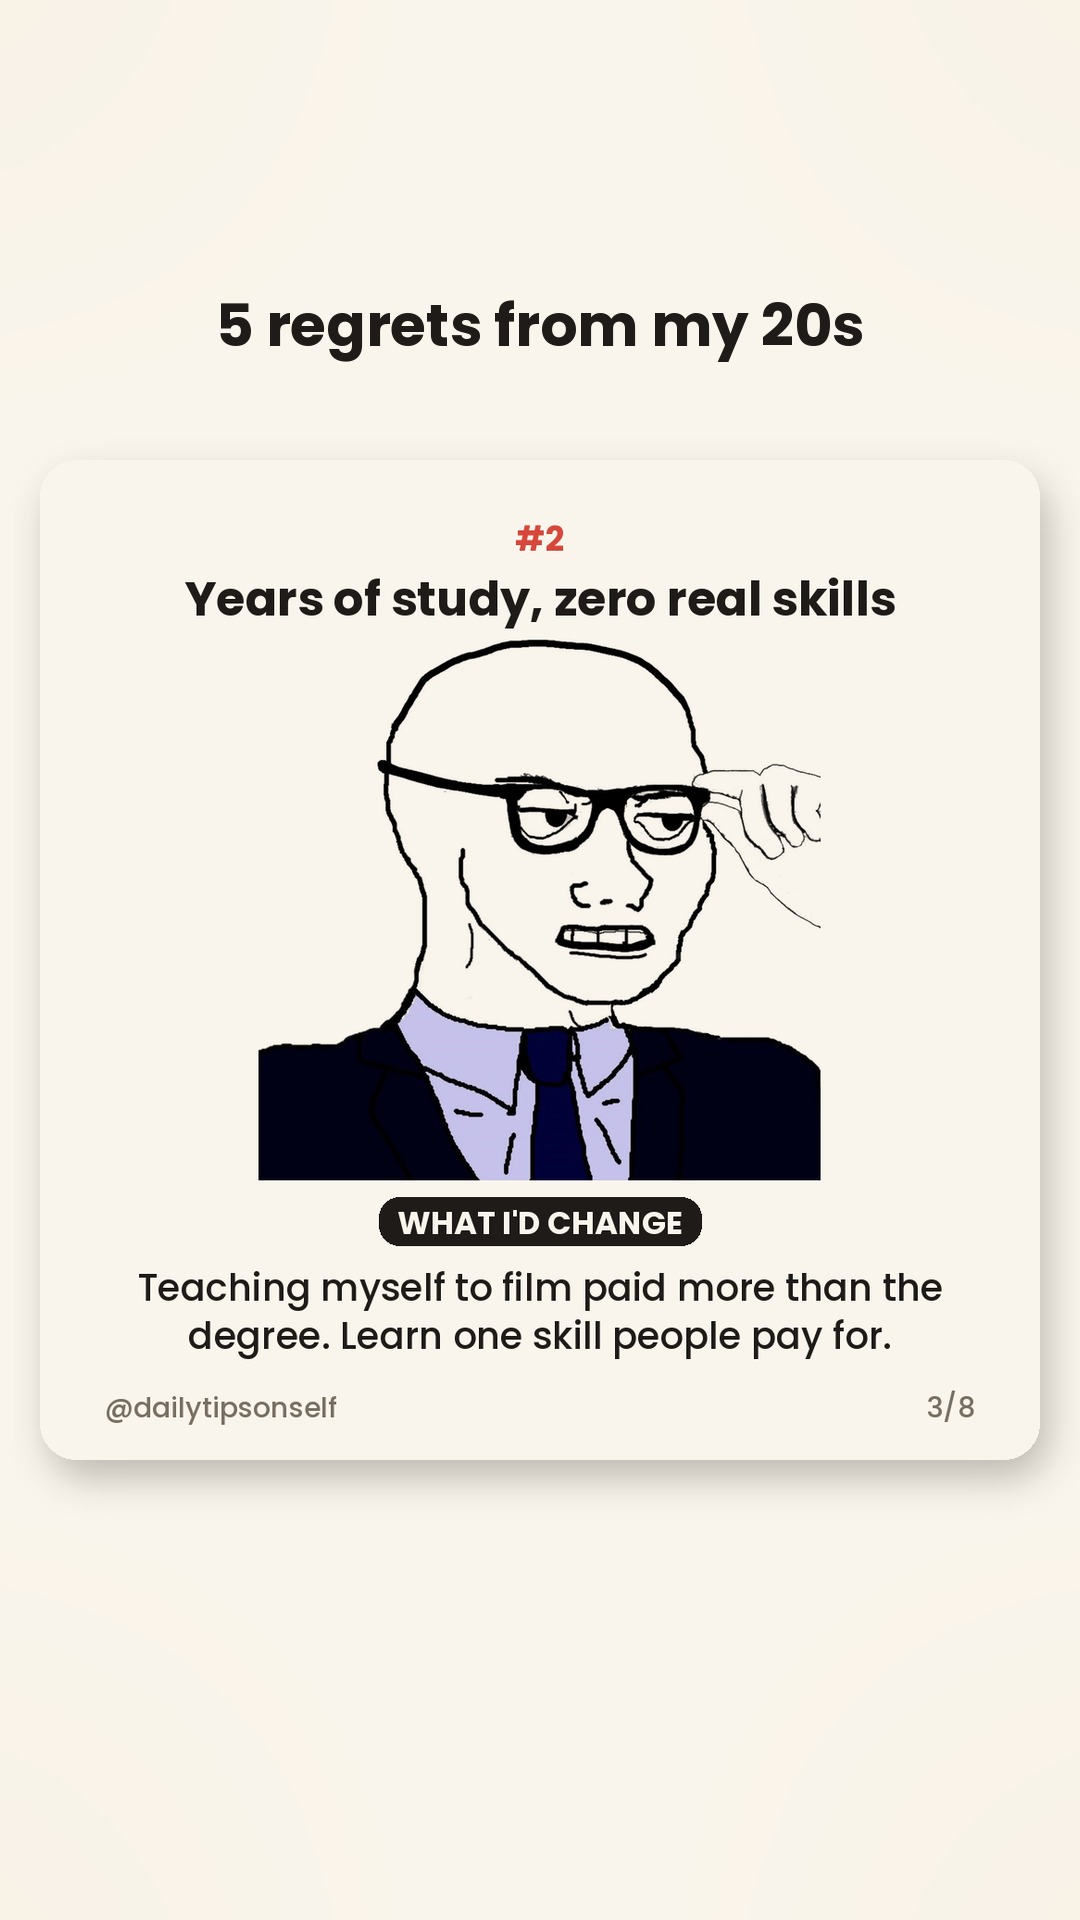 5 regrets from my 20s
#2
Years of study, zero real skills
WHAT I'D CHANGE
Teaching myself to film paid more than the
degree. Learn one skill people pay for.
@dailytipsonself
3/8